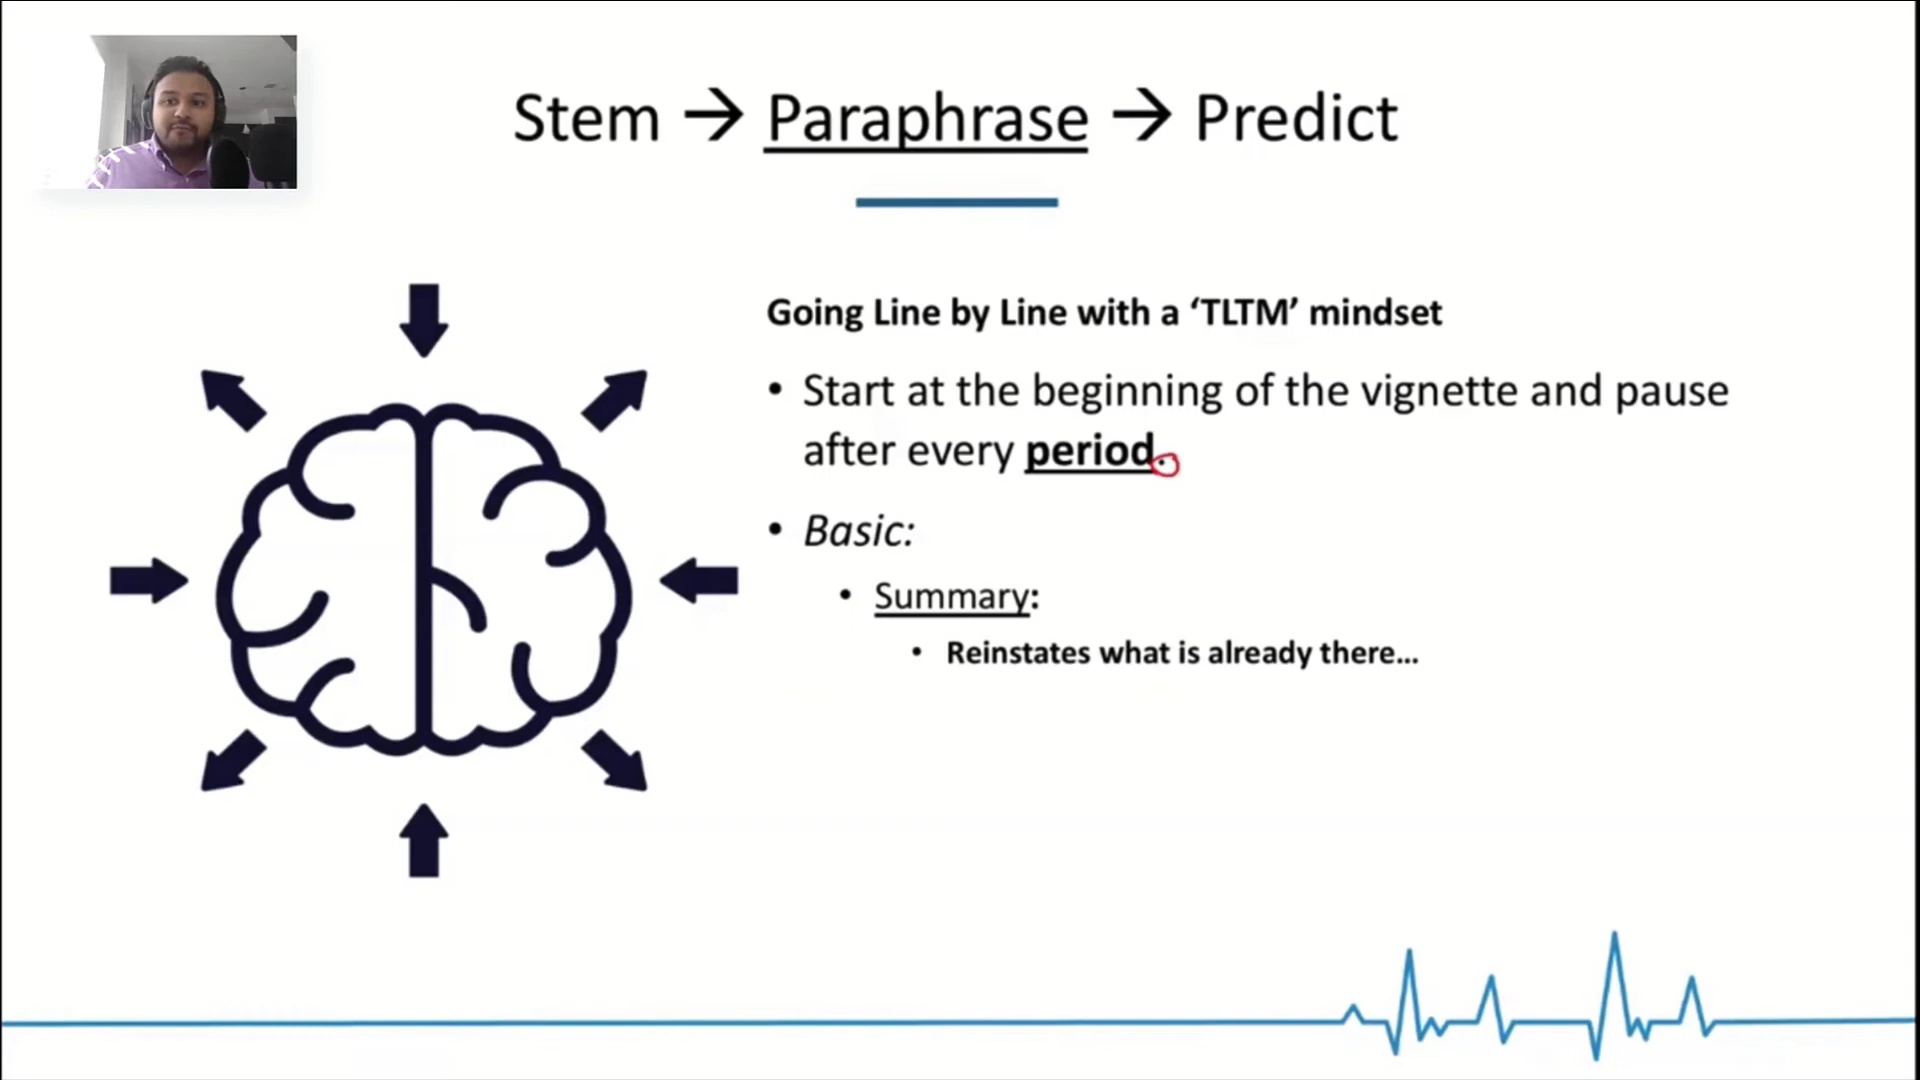 Stem → Paraphrase → Predict
Going Line by Line with a ‘TLTM’ mindset
• Start at the beginning of the vignette and pause
after every period.
• Basic:
• Summary:
• Reinstates what is already there...